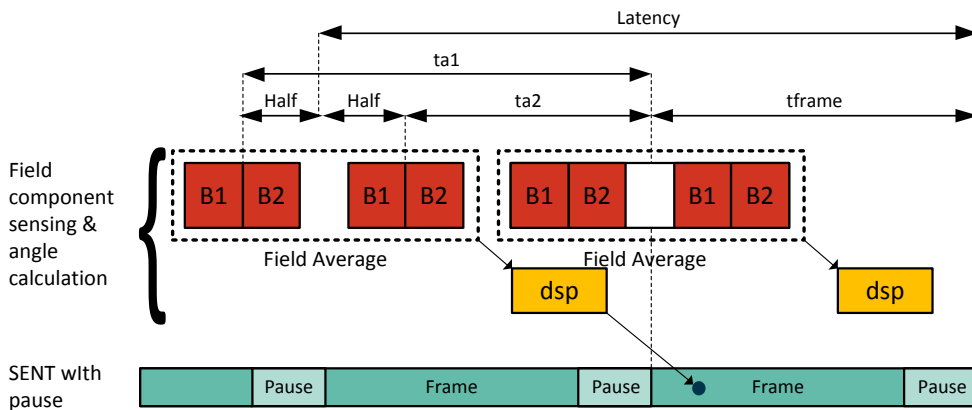 Latency
ta1
Half
Half
ta2
tframe
Field
component
sensing &
angle
calculation
B1
B2
B1
B2
B1
B2
B1
B2
Field Average
Field Average
dsp
dsp
SENT wIth
pause
Pause
Frame
Pause
Frame
Pause